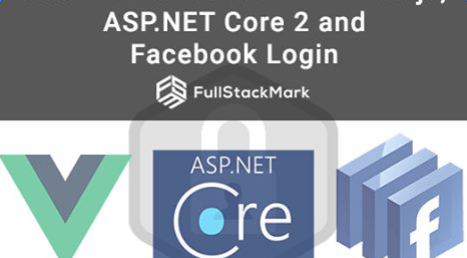 ASP.NET Core 2 and
Facebook Login
FullStackMark
ASP.NET
Core
f